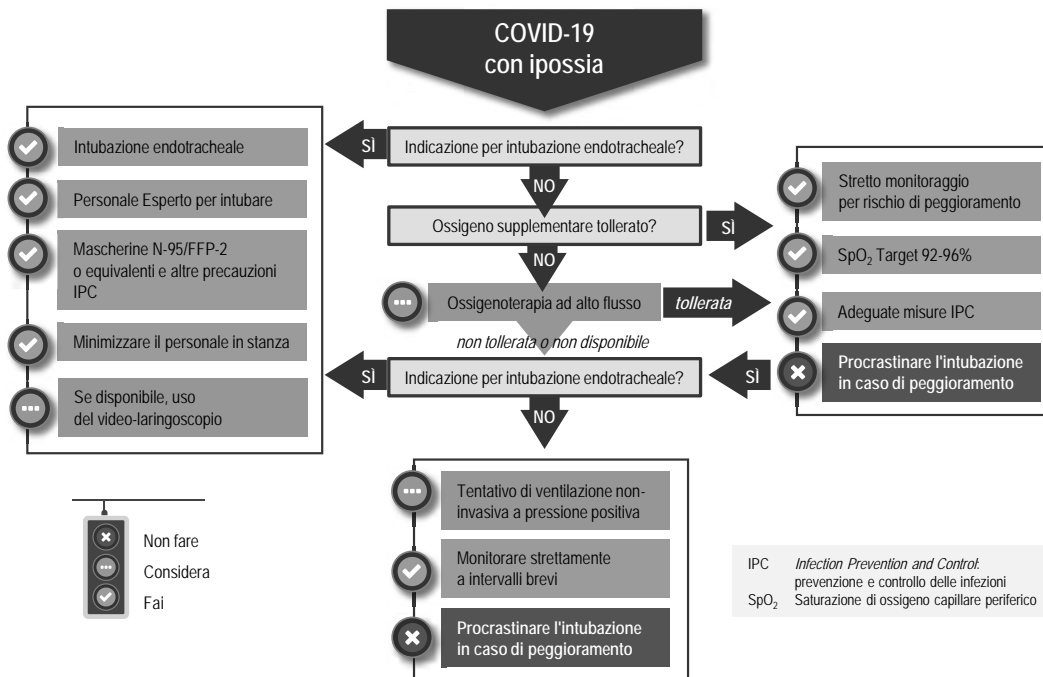 COVID-19
con ipossia
Indicazione per intubazione endotracheale?
SÌ
NO
Intubazione endotracheale
Personale Esperto per intubare
Mascherine N-95/FFP-2
o equivalenti e altre precauzioni
IPC
Minimizzare il personale in stanza
Se disponibile, uso
del video-laringoscopio
Ossigeno supplementare tollerato?
SÌ
NO
Stretto monitoraggio
per rischio di peggioramento
SpO₂ Target 92-96%
Adeguate misure IPC
Procrastinare l'intubazione
in caso di peggioramento
Ossigenoterapia ad alto flusso
tollerata
non tollerata o non disponibile
Indicazione per intubazione endotracheale?
SÌ
SÌ
NO
Tentativo di ventilazione non-
invasiva a pressione positiva
Monitorare strettamente
a intervalli brevi
Procrastinare l'intubazione
in caso di peggioramento
Non fare
Considera
Fai
IPC Infection Prevention and Control:
prevenzione e controllo delle infezioni
SpO₂ Saturazione di ossigeno capillare periferico